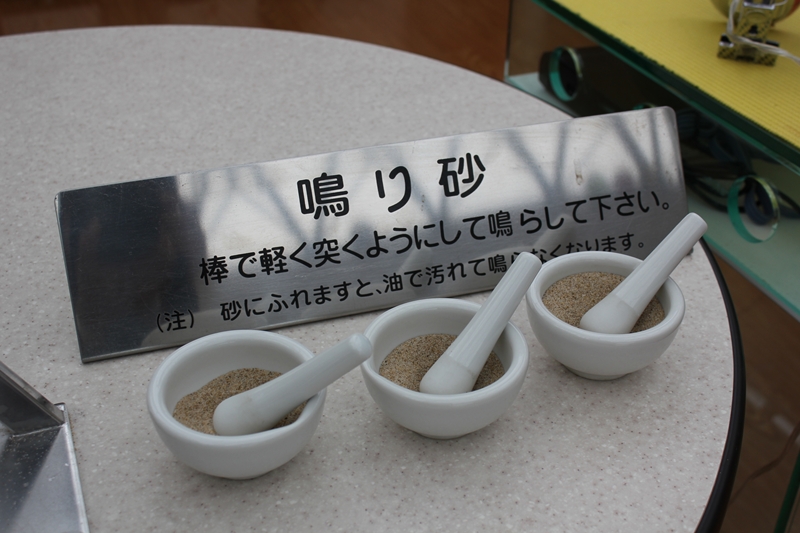 鳴り砂
棒で軽く突くようにして鳴らして下さい。
(注) 砂にふれますと、油で汚れて鳴らなくなります。